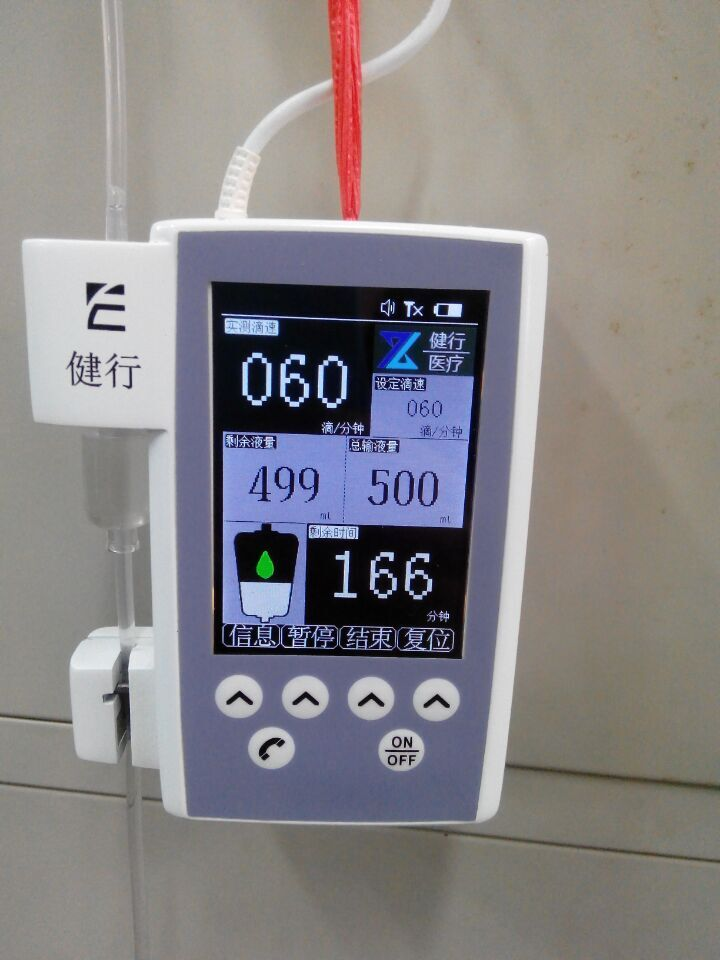 健行
实测滴速
060
滴/分钟
健行
医疗
设定滴速
060
滴/分钟
剩余液量
499
ml
总输液量
500
ml
剩余时间
166
分钟
信息 暂停 结束 复位
ON
OFF